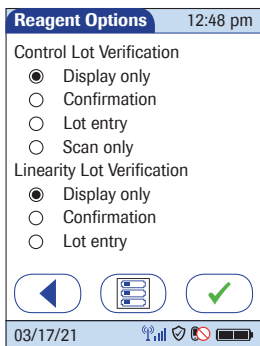 Reagent Options 12:48 pm
Control Lot Verification
Display only
Confirmation
Lot entry
Scan only
Linearity Lot Verification
Display only
Confirmation
Lot entry
03/17/21